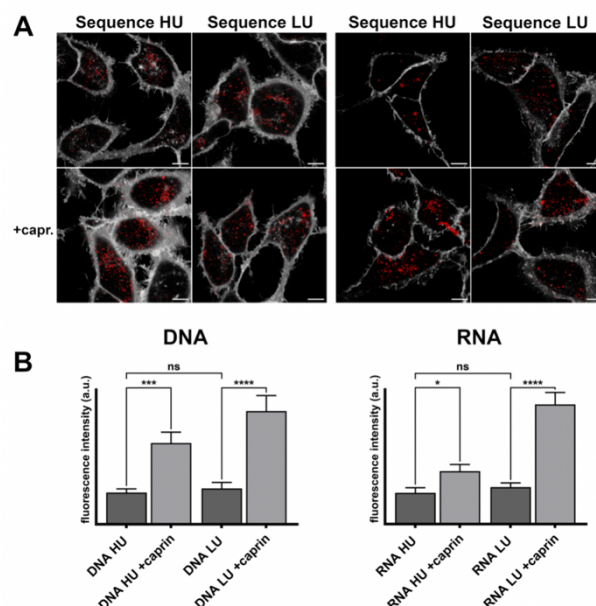 A
Sequence HU Sequence LU Sequence HU Sequence LU
+capr.
B
DNA RNA
fluorescence intensity (a.u.)
ns
*** ****
DNA HU
DNA HU +caprin
DNA LU
DNA LU +caprin
fluorescence intensity (a.u.)
ns
* ****
RNA HU
RNA HU +caprin
RNA LU
RNA LU +caprin